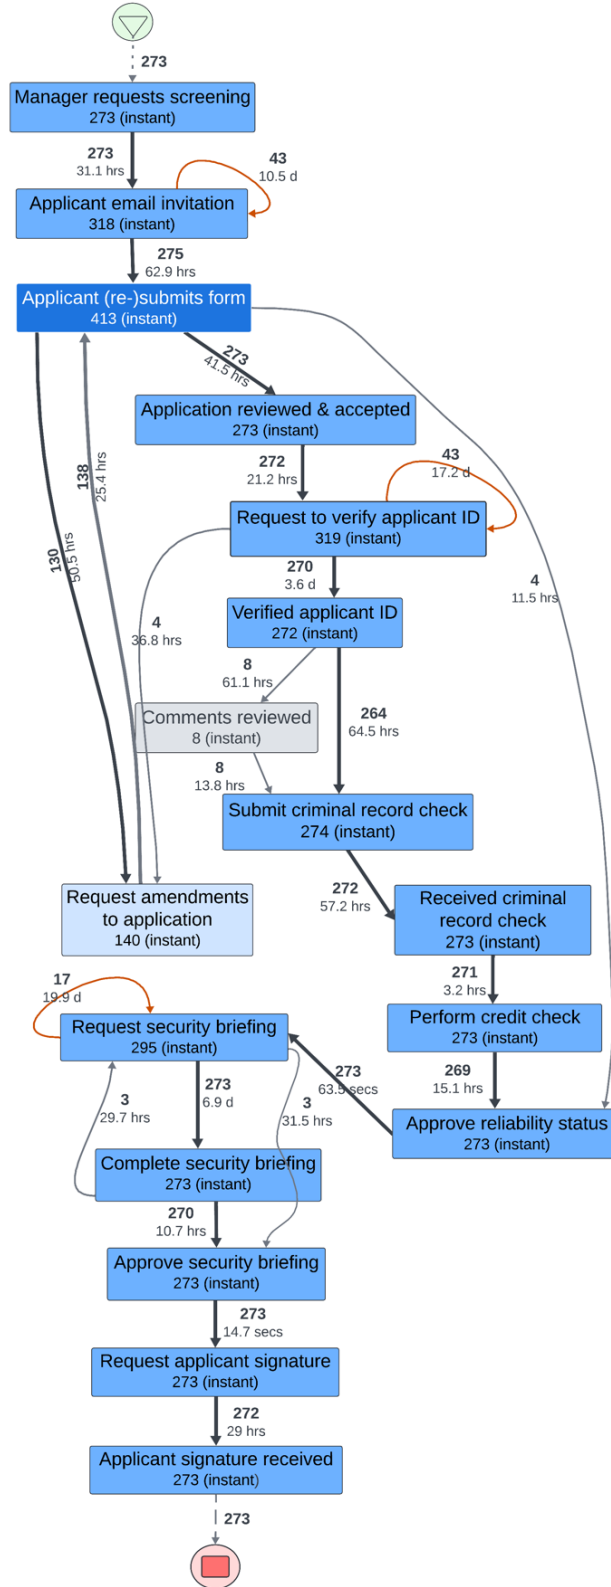 273
Manager requests screening
273 (instant)
273
31.1 hrs
43
10.5 d
Applicant email invitation
318 (instant)
275
62.9 hrs
Applicant (re-)submits form
413 (instant)
273
41.5 hrs
Application reviewed & accepted
273 (instant)
272
21.2 hrs
43
17.2 d
138
25.4 hrs
130
50.5 hrs
Request to verify applicant ID
319 (instant)
270
3.6 d
4
11.5 hrs
4
36.8 hrs
Verified applicant ID
272 (instant)
8
61.1 hrs
264
64.5 hrs
Comments reviewed
8 (instant)
8
13.8 hrs
Submit criminal record check
274 (instant)
272
57.2 hrs
Request amendments
to application
140 (instant)
Received criminal
record check
273 (instant)
271
3.2 hrs
17
19.9 d
Request security briefing
295 (instant)
Perform credit check
273 (instant)
273
63.5 secs
269
15.1 hrs
3
29.7 hrs
273
6.9 d
3
31.5 hrs
Approve reliability status
273 (instant)
Complete security briefing
273 (instant)
270
10.7 hrs
Approve security briefing
273 (instant)
273
14.7 secs
Request applicant signature
273 (instant)
272
29 hrs
Applicant signature received
273 (instant)
273